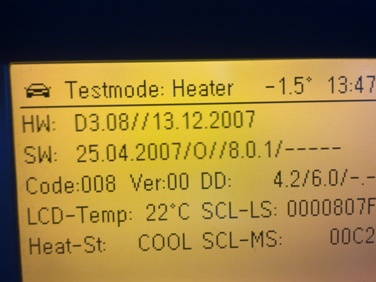 Testmode: Heater -1.5° 13:47
HW: D3.08//13.12.2007
SW: 25.04.2007/O//8.0.1/-----
Code:008 Ver:00 DD: 4.2/6.0/-.-
LCD-Temp: 22°C SCL-LS: 0000807F
Heat-St: COOL SCL-MS: 00C2